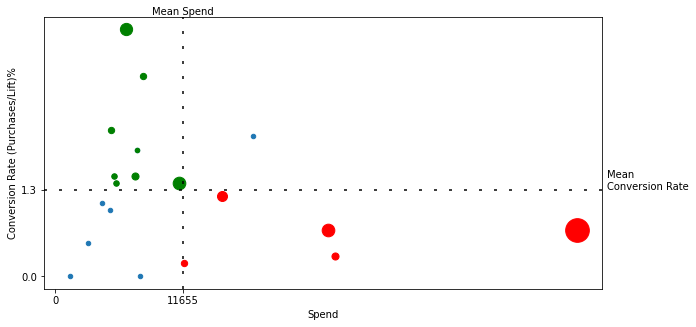 Mean Spend
Conversion Rate (Purchases/Lift)%
1.3
0.0
Mean
Conversion Rate
0
11655
Spend